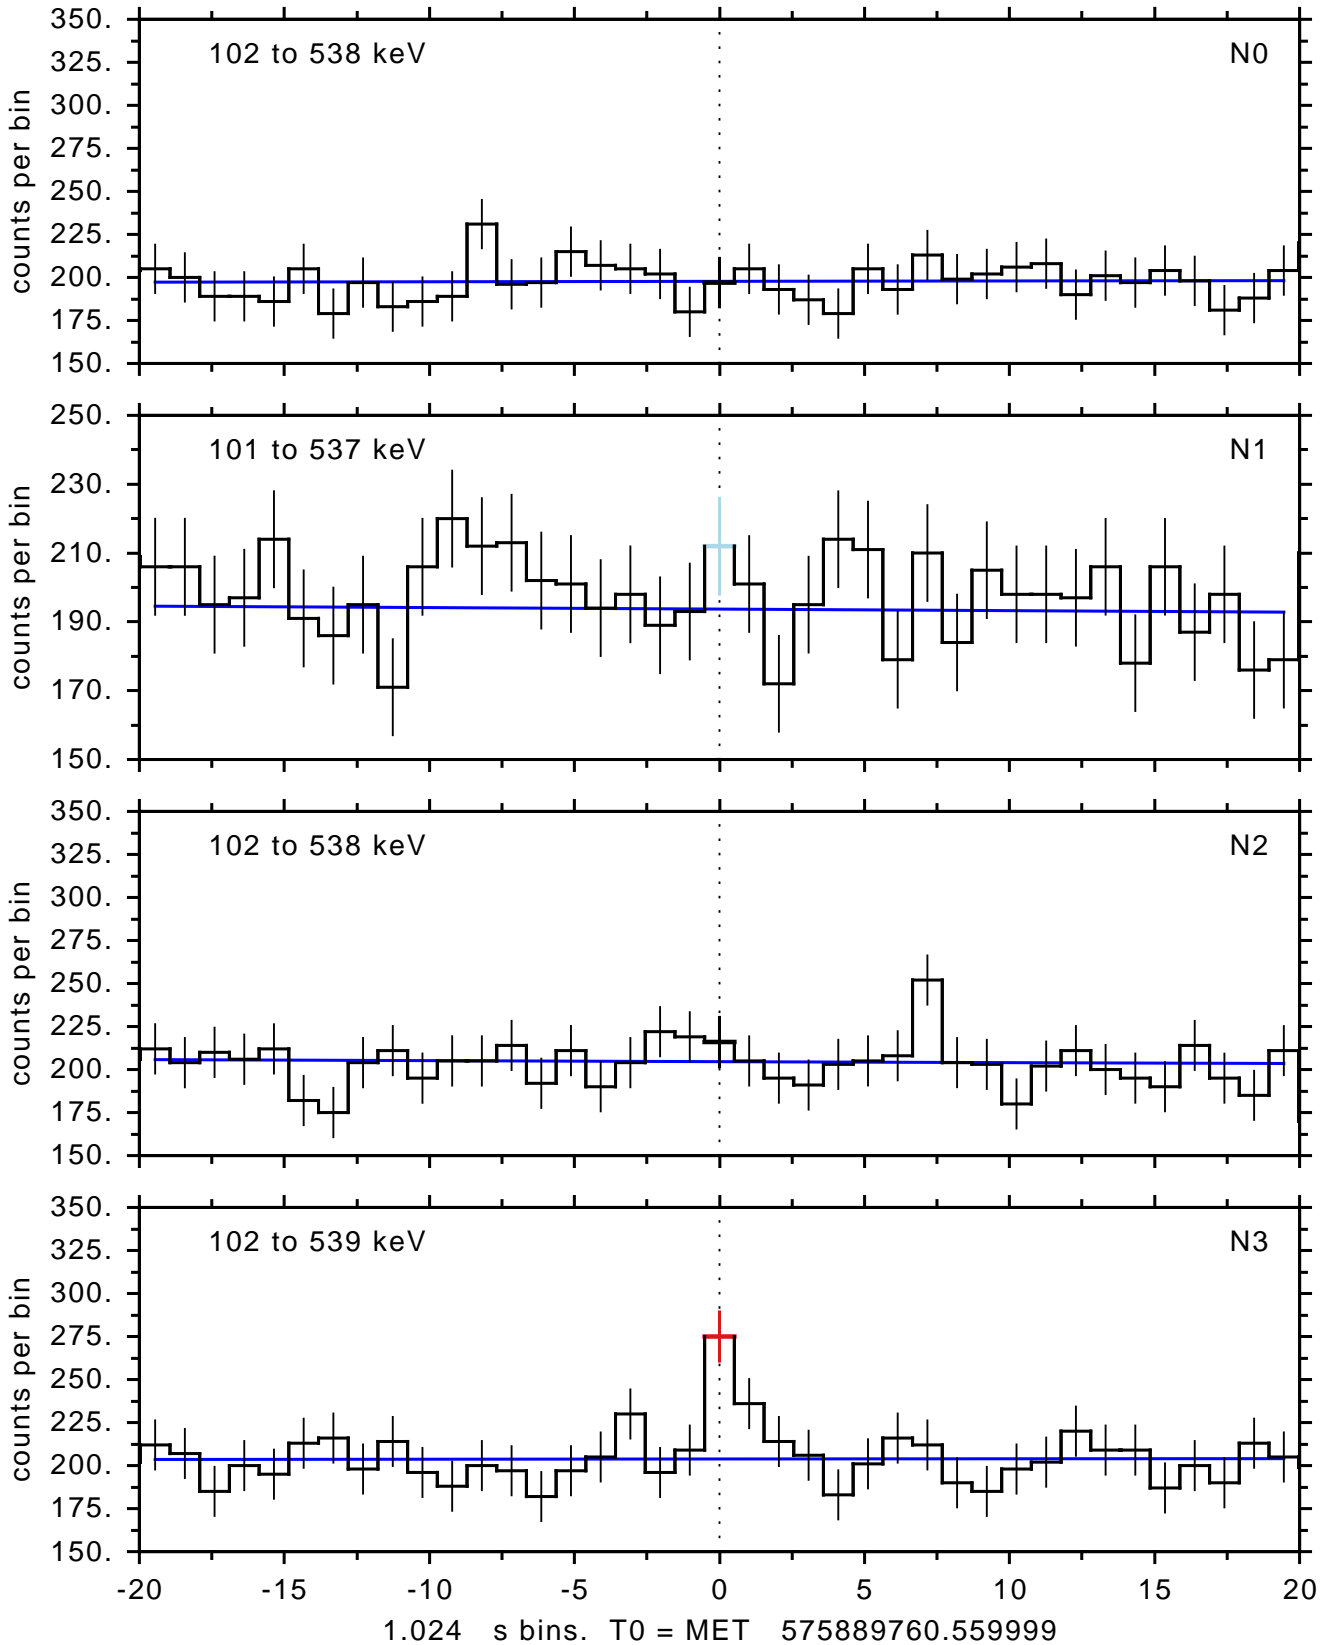 350.
325.
300.
275.
250.
225.
200.
175.
150.
counts per bin
102 to 538 keV
N0
250.
230.
210.
190.
170.
150.
counts per bin
101 to 537 keV
N1
350.
325.
300.
275.
250.
225.
200.
175.
150.
counts per bin
102 to 538 keV
N2
350.
325.
300.
275.
250.
225.
200.
175.
150.
counts per bin
102 to 539 keV
N3
-20 -15 -10 -5 0 5 10 15 20
1.024 s bins. T0 = MET 575889760.559999